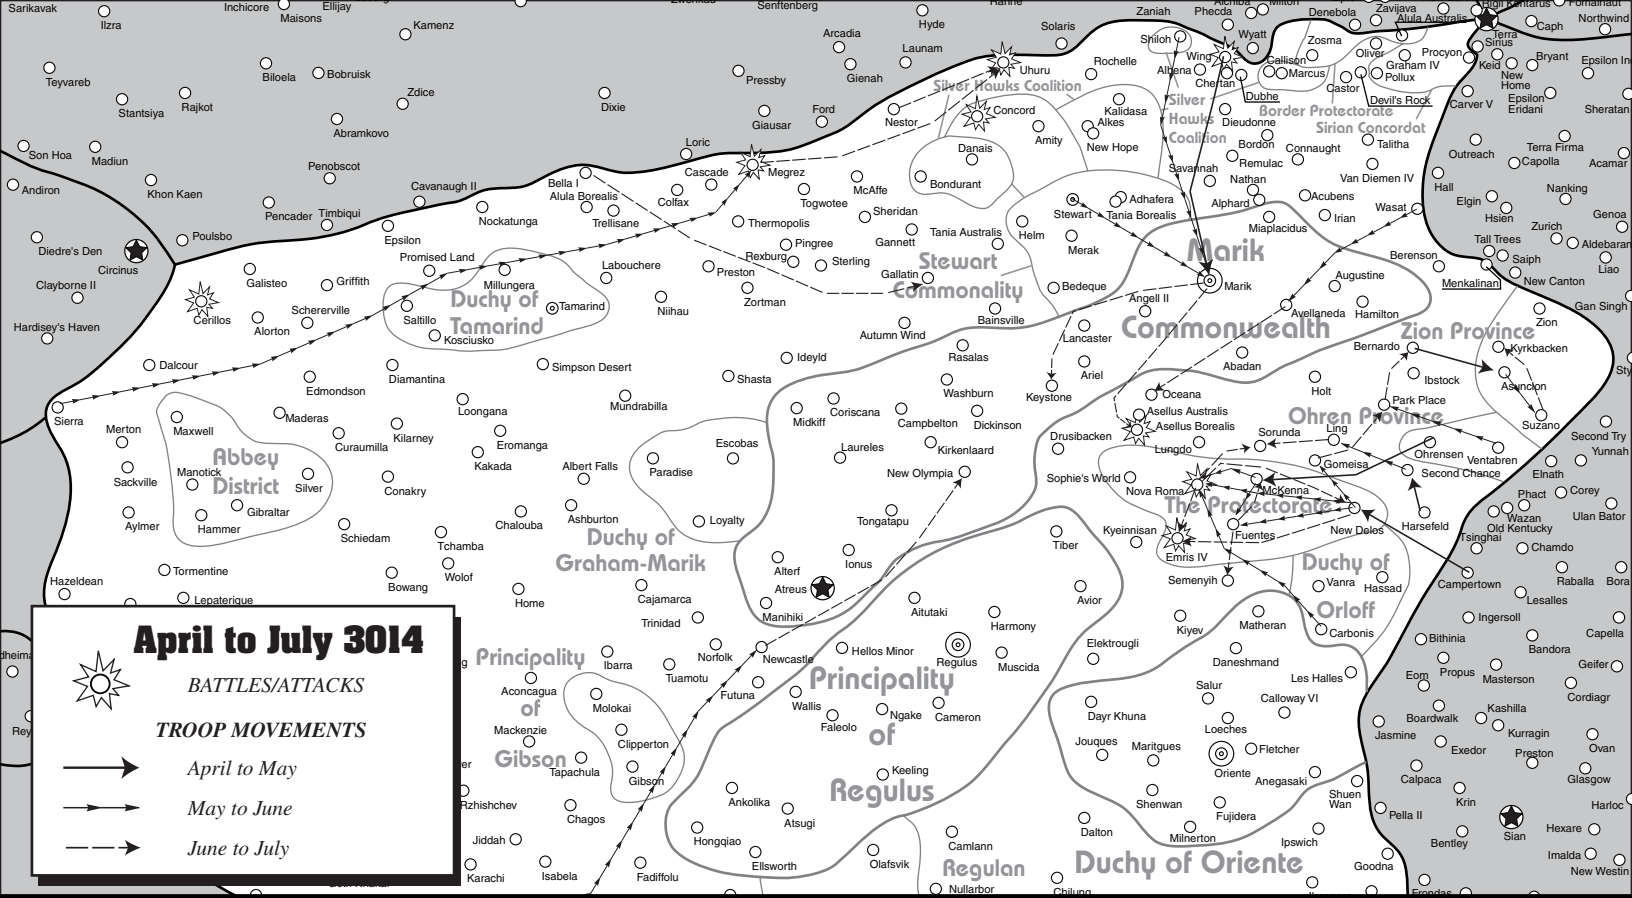 Sarikavak
Ilzra
Inchicore
Ellijay
Maisons
Kamenz
Senftenberg
Hyde
Solaris
Zaniah
Phecda
Denebola
Zavijava
Alula Australis
Rigil Kentarus
Caph
Northwind
Terra
Arcadia
Launam
Shiloh
Wyatt
Zosma
Oliver
Procyon
Sirius
Bryant
Keid
Teyvareb
Biloela
Bobruisk
Pressby
Gienah
Uhuru
Rochelle
Wing
Albena
Chertan
Callison
Marcus
Graham IV
Pollux
Castor
New
Home
Epsilon In
Silver Hawks Coalition
Dubhe
Devil's Rock
Carver V
Epsilon
Eridani
Sheratan
Stantsiya
Rajkot
Zdice
Dixie
Giausar
Ford
Nestor
Concord
Kalidasa
Silver
Hawks
Coalition
Border Protectorate
Sirian Concordat
Dieudonne
Abramkovo
Alkes
Amity
New Hope
Bordon
Connaught
Talitha
Outreach
Terra Firma
Capolla
Acamar
Son Hoa
Madiun
Loric
Danais
Savannah
Remulac
Andiron
Khon Kaen
Penobscot
Cavanaugh II
Bella I
Alula Borealis
Cascade
Megrez
Colfax
McAffe
Togwotee
Bondurant
Nathan
Van Diemen IV
Hall
Nanking
Elgin
Hsien
Pencader
Timbiqui
Nockatunga
Trellisane
Thermopolis
Sheridan
Gannett
Stewart
Adhafera
Tania Borealis
Alphard
Acubens
Irian
Wasat
Genoa
Zurich
Diedre's Den
Poulsbo
Epsilon
Pingree
Rexburg
Sterling
Tania Australis
Helm
Merak
Miaplacidus
Tall Trees
Aldebaran
Saiph
Liao
Circinus
Promised Land
Labouchere
Preston
Stewart
Commonality
Marik
Berenson
Clayborne II
Galisteo
Griffith
Millungera
Gallatin
Bedeque
Marik
Augustine
Menkalinan
New Canton
Cerillos
Duchy of
Tamarind
Tamarind
Saltillo
Kosciusko
Niihau
Zortman
Bainsville
Angell II
Avellaneda
Hamilton
Gan Singh
Zion
Hardisey's Haven
Alorton
Schererville
Autumn Wind
Lancaster
Commonwealth
Zion Province
Dalcour
Simpson Desert
Ideyld
Rasalas
Abadan
Bernardo
Kyrkbacken
Edmondson
Diamantina
Shasta
Washburn
Ariel
Keystone
Holt
Ibstock
Asuncion
Sierra
Merton
Maxwell
Maderas
Loongana
Mundrabilla
Midkiff
Coriscana
Campbelton
Dickinson
Oceana
Asellus Australis
Asellus Borealis
Park Place
Ohren Province
Suzano
Kilarney
Curaumilla
Eromanga
Escobas
Laureles
Kirkenlaard
Drusibacken
Lungdo
Sorunda
Ling
Ohrensen
Ventabren
Second Try
Yunnah
Abbey
District
Sackville
Manotick
Silver
Kakada
Albert Falls
Paradise
New Olympia
Sophie's World
Nova Roma
Gomeisa
McKenna
Second Chance
Elnath
Conakry
The Protectorate
Phact
Corey
Aylmer
Hammer
Gibraltar
Schiedam
Chalouba
Ashburton
Loyalty
Tongatapu
Kyeinnisan
Fuentes
New Delos
Harsefeld
Wazan
Ulan Bator
Old Kentucky
Tsinghai
Tchamba
Duchy of
Graham-Marik
Alterf
Ionus
Tiber
Emris IV
Duchy of
Orloff
Chamdo
Hazeldean
Tormentine
Bowang
Wolof
Home
Cajamarca
Atreus
Semenyih
Vanra
Hassad
Campertown
Raballa
Bora
Lepaterique
Manihiki
Aitutaki
Avior
Lesalles
April to July 3014
BATTLES/ATTACKS
TROOP MOVEMENTS
April to May
May to June
June to July
Trinidad
Harmony
Kiyev
Matheran
Carbonis
Ingersoll
Bithinia
Capella
Bandora
Principality
of
Gibson
Ibarra
Norfolk
Newcastle
Hellos Minor
Regulus
Muscida
Elektrougli
Daneshmand
Propus
Masterson
Geifer
Aconcagua
Tuamotu
Futuna
Principality
of
Regulus
Les Halles
Eom
Cordiagr
Molokai
Wallis
Faleolo
Ngake
Cameron
Dayr Khuna
Salur
Calloway VI
Boardwalk
Kashilla
Mackenzie
Clipperton
Loeches
Jasmine
Kurragin
Tapachula
Gibson
Jouques
Maritgues
Fletcher
Exedor
Preston
Ovan
Keeling
Oriente
Anegasaki
Calpaca
Glasgow
Rzhishchev
Chagos
Ankolika
Atsugi
Shenwan
Fujidera
Shuen
Wan
Krin
Harloc
Pella II
Sian
Jiddah
Hongqiao
Camlann
Dalton
Milnerton
Ipswich
Bentley
Hexare
Karachi
Isabela
Fadiffolu
Ellsworth
Olafsvik
Regulan
Duchy of Oriente
Goodna
Imalda
New Westin
Nullarbor
Chilung